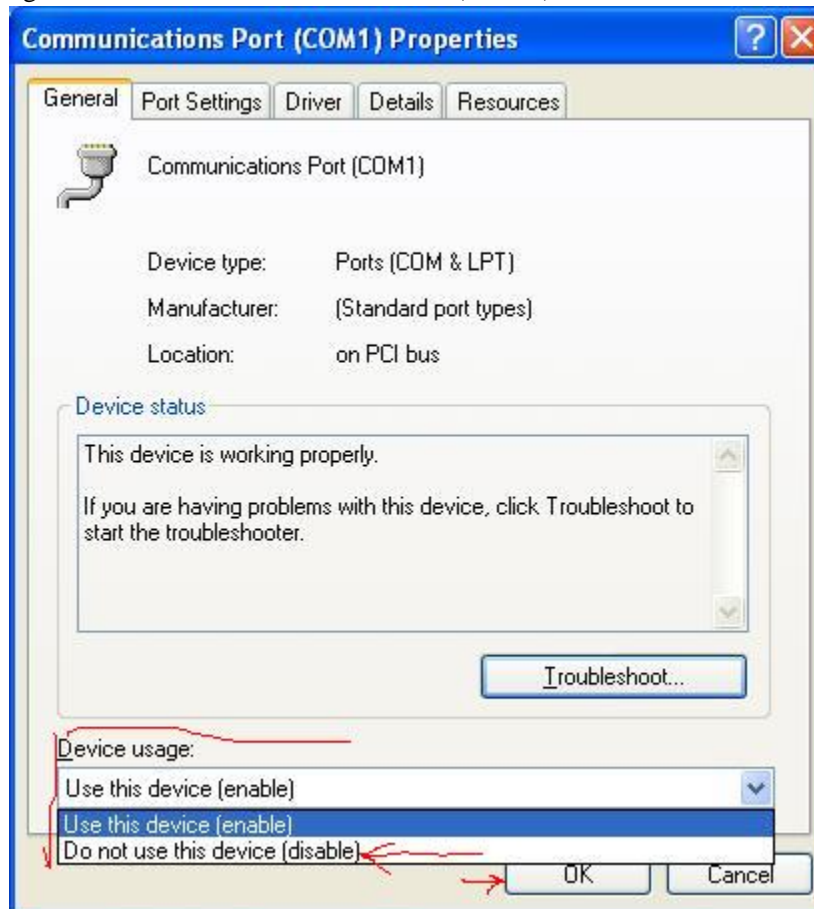 Communications Port (COM1) Properties
General Port Settings Driver Details Resources
Communications Port (COM1)
Device type: Ports (COM & LPT)
Manufacturer: (Standard port types)
Location: on PCI bus
Device status
This device is working properly.
If you are having problems with this device, click Troubleshoot to
start the troubleshooter.
Troubleshoot...
Device usage:
Use this device (enable)
Use this device (enable)
Do not use this device (disable)
OK Cancel